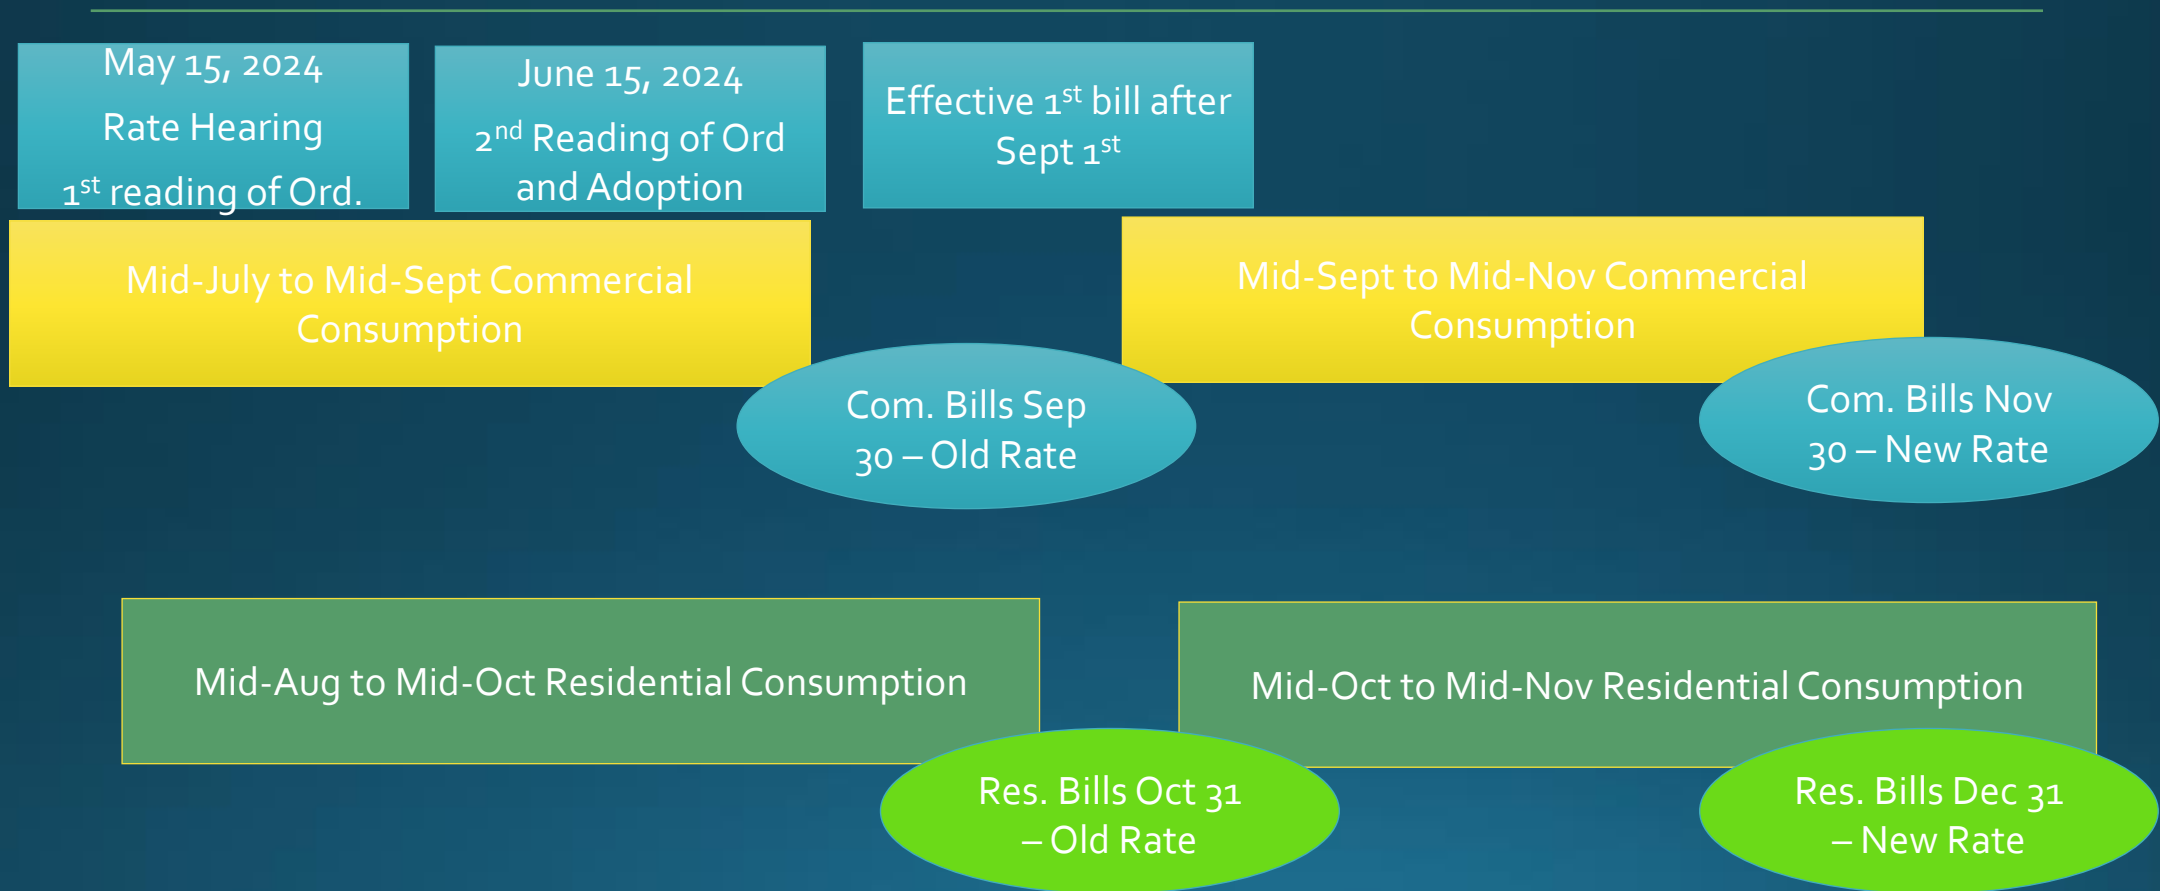 May 15, 2024
Rate Hearing
1st reading of Ord.
June 15, 2024
2nd Reading of Ord
and Adoption
Effective 1st bill after
Sept 1st
Mid-July to Mid-Sept Commercial
Consumption
Mid-Sept to Mid-Nov Commercial
Consumption
Com. Bills Sep
30 – Old Rate
Com. Bills Nov
30 – New Rate
Mid-Aug to Mid-Oct Residential Consumption
Mid-Oct to Mid-Nov Residential Consumption
Res. Bills Oct 31
– Old Rate
Res. Bills Dec 31
– New Rate